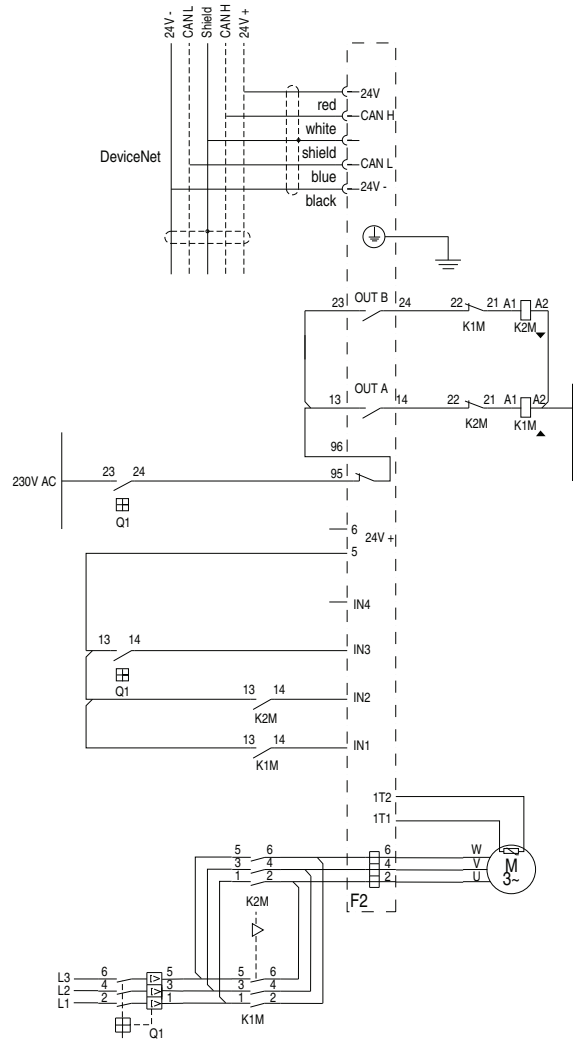 24V -
CAN L
Shield
CAN H
24V +
24V
red
CAN H
white
DeviceNet
shield
CAN L
blue
24V -
black
OUT B
23 24 22 21 A1 A2
K1M K2M
OUT A
13 14 22 21 A1 A2
K2M K1M
96
230V AC 23 24 95
Q1
6
24V +
5
IN4
13 14 IN3
Q1
13 14 IN2
K2M
13 14 IN1
K1M
1T2
1T1
5 6 6 W
3 4 4 V
1 2 2 U
M
3~
K2M
F2
L3 6 5 5 6
L2 4 3 3 4
L1 2 1 1 2
Q1 K1M